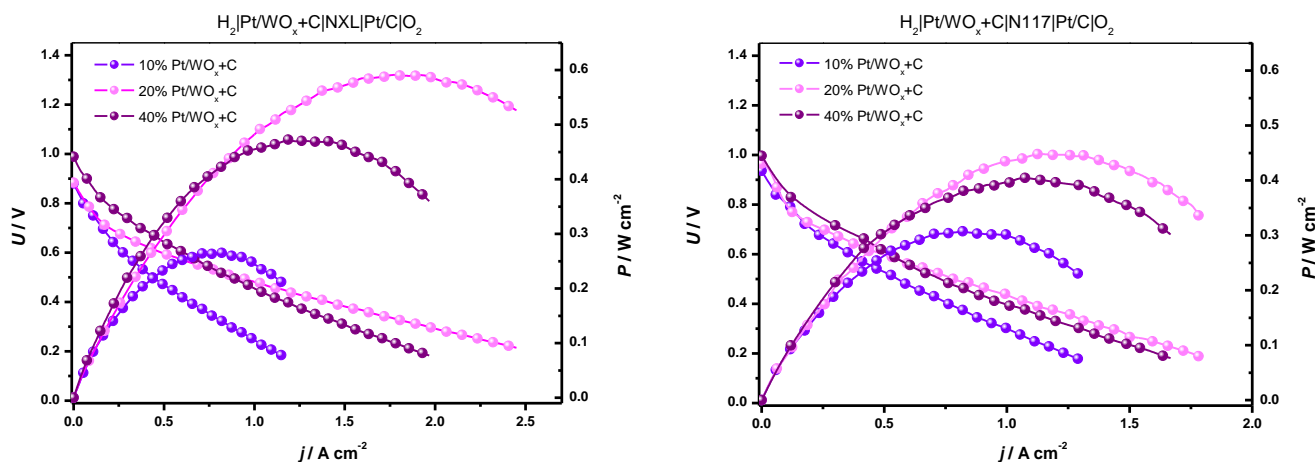 H₂|Pt/WOₓ+C|NXL|Pt/C|O₂
1.4
1.2
1.0
0.8
0.6
0.4
0.2
0.0
U / V
10% Pt/WOₓ+C
20% Pt/WOₓ+C
40% Pt/WOₓ+C
0.6
0.5
0.4
0.3
0.2
0.1
0.0
P / W cm⁻²
0.0 0.5 1.0 1.5 2.0 2.5
j / A cm⁻²
H₂|Pt/WOₓ+C|N117|Pt/C|O₂
1.4
1.2
1.0
0.8
0.6
0.4
0.2
0.0
U / V
10% Pt/WOₓ+C
20% Pt/WOₓ+C
40% Pt/WOₓ+C
0.6
0.5
0.4
0.3
0.2
0.1
0.0
P / W cm⁻²
0.0 0.5 1.0 1.5 2.0
j / A cm⁻²